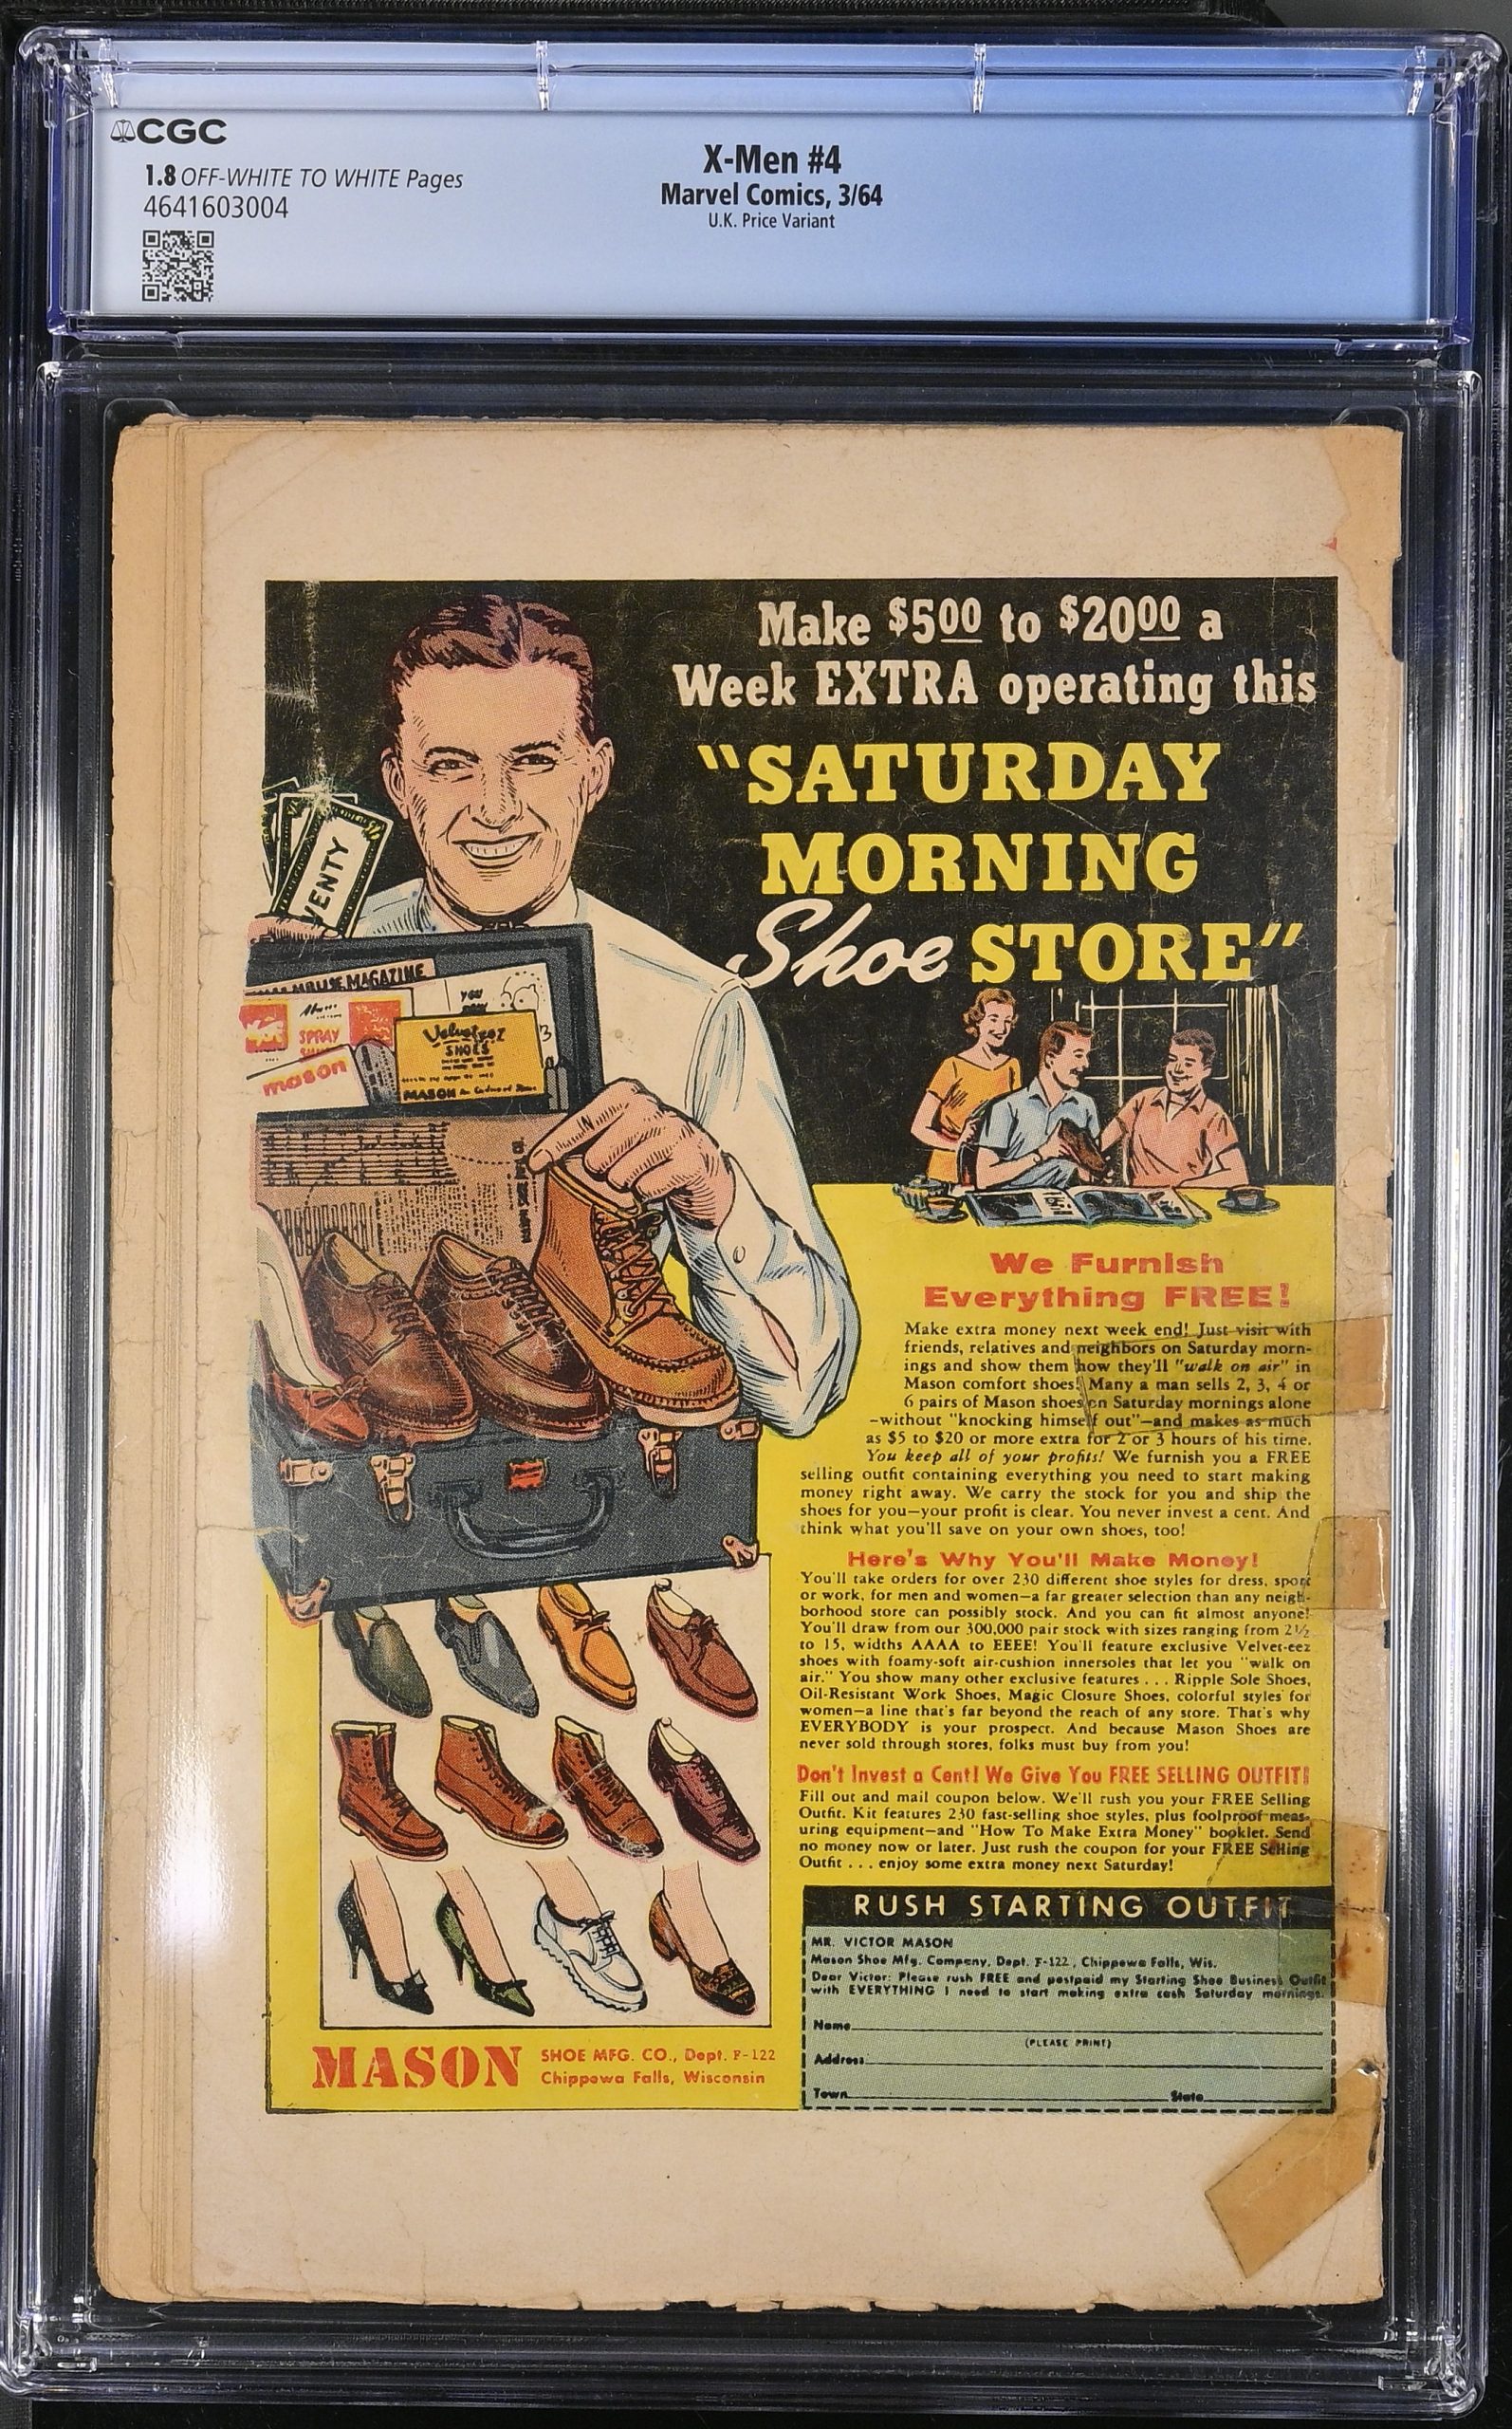 CGC
1.8 OFF-WHITE TO WHITE Pages
4641603004
X-Men #4
Marvel Comics, 3/64
U.K. Price Variant
Make $5.00 to $20.00 a
Week EXTRA operating this
"SATURDAY
MORNING
Shoe STORE"
VENTY
MAGAZINE
SPRAY
mason
Velvet-eez
SHOES
MASON
We Furnish
Everything FREE!
Make extra money next week end! Just visit with
friends, relatives and neighbors on Saturday morn-
ings and show them how they'll "walk on air" in
Mason comfort shoes! Many a man sells 2, 3, 4 or
6 pairs of Mason shoes on Saturday mornings alone
-without "knocking himself out"—and makes as much
as $5 to $20 or more extra for 2 or 3 hours of his time.
You keep all of your profits! We furnish you a FREE
selling outfit containing everything you need to start making
money right away. We carry the stock for you and ship the
shoes for you—your profit is clear. You never invest a cent. And
think what you'll save on your own shoes, too!
Here's Why You'll Make Money!
You'll take orders for over 230 different shoe styles for dress, sport
or work, for men and women—a far greater selection than any neigh-
borhood store can possibly stock. And you can fit almost anyone!
You'll draw from our 300,000 pair stock with sizes ranging from 2½
to 15, widths AAAA to EEEE! You'll feature exclusive Velvet-eez
shoes with foamy-soft air-cushion innersoles that let you "walk on
air." You show many other exclusive features . . . Ripple Sole Shoes,
Oil-Resistant Work Shoes, Magic Closure Shoes, colorful styles for
women—a line that's far beyond the reach of any store. That's why
EVERYBODY is your prospect. And because Mason Shoes are
never sold through stores, folks must buy from you!
Don't Invest a Cent! We Give You FREE SELLING OUTFIT!
Fill out and mail coupon below. We'll rush you your FREE Selling
Outfit. Kit features 230 fast-selling shoe styles, plus foolproof meas-
uring equipment—and "How To Make Extra Money" booklet. Send
no money now or later. Just rush the coupon for your FREE Selling
Outfit . . . enjoy some extra money next Saturday!
RUSH STARTING OUTFIT
MR. VICTOR MASON
Mason Shoe Mfg. Company, Dept. F-122, Chippewa Falls, Wis.
Dear Victor: Please rush FREE and postpaid my Starting Shoe Business Outfit
with EVERYTHING I need to start making extra cash Saturday mornings.
Name
(PLEASE PRINT)
Address
Town State
MASON
SHOE MFG. CO., Dept. F-122
Chippewa Falls, Wisconsin